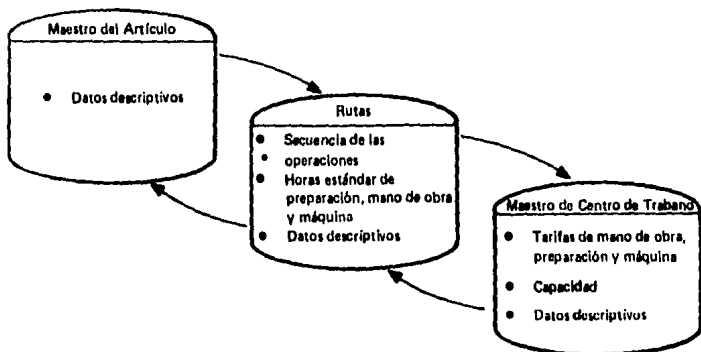 Maestro del Artículo
• Datos descriptivos
Rutas
• Secuencia de las
• operaciones
• Horas estándar de
preparación, mano de obra
y máquina
• Datos descriptivos
Maestro de Centro de Trabano
• Tarifas de mano de obra,
preparación y máquina
• Capacidad
• Datos descriptivos